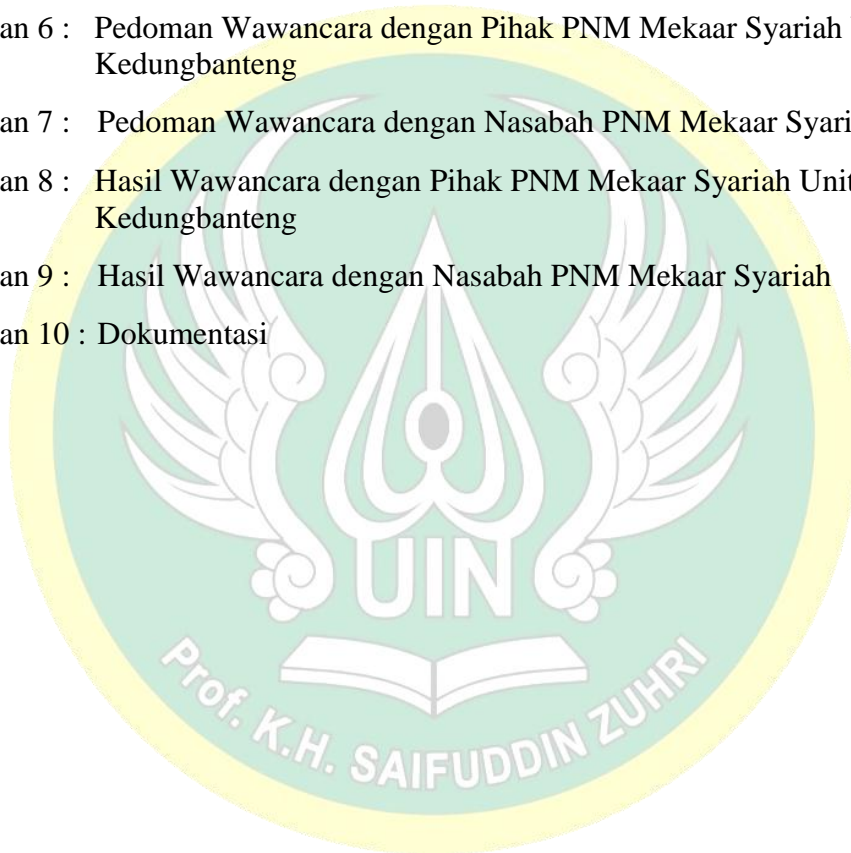 an 6 : Pedoman Wawancara dengan Pihak PNM Mekaar Syariah
Kedungbanteng
an 7 : Pedoman Wawancara dengan Nasabah PNM Mekaar Syari
an 8 : Hasil Wawancara dengan Pihak PNM Mekaar Syariah Unit
Kedungbanteng
an 9 : Hasil Wawancara dengan Nasabah PNM Mekaar Syariah
an 10 : Dokumentasi
UIN
Prof. K.H. SAIFUDDIN ZUHRI